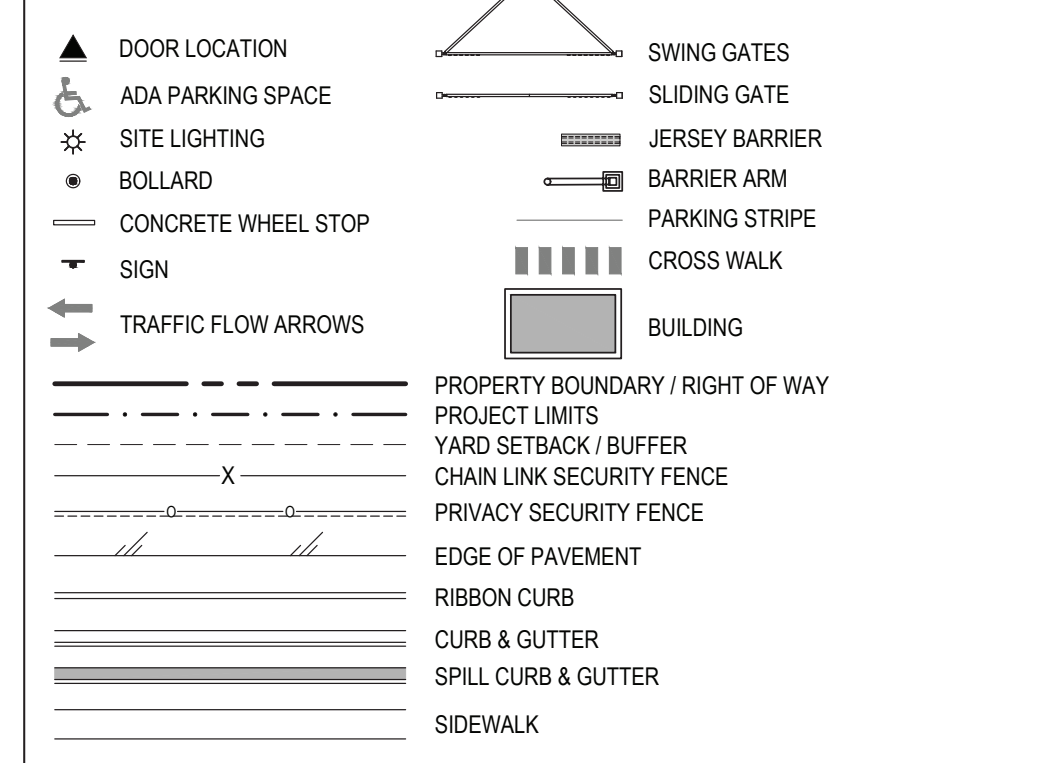 DOOR LOCATION
ADA PARKING SPACE
SITE LIGHTING
BOLLARD
CONCRETE WHEEL STOP
SIGN
TRAFFIC FLOW ARROWS
SWING GATES
SLIDING GATE
JERSEY BARRIER
BARRIER ARM
PARKING STRIPE
CROSS WALK
BUILDING
PROPERTY BOUNDARY / RIGHT OF WAY
PROJECT LIMITS
YARD SETBACK / BUFFER
X
CHAIN LINK SECURITY FENCE
PRIVACY SECURITY FENCE
EDGE OF PAVEMENT
RIBBON CURB
CURB & GUTTER
SPILL CURB & GUTTER
SIDEWALK